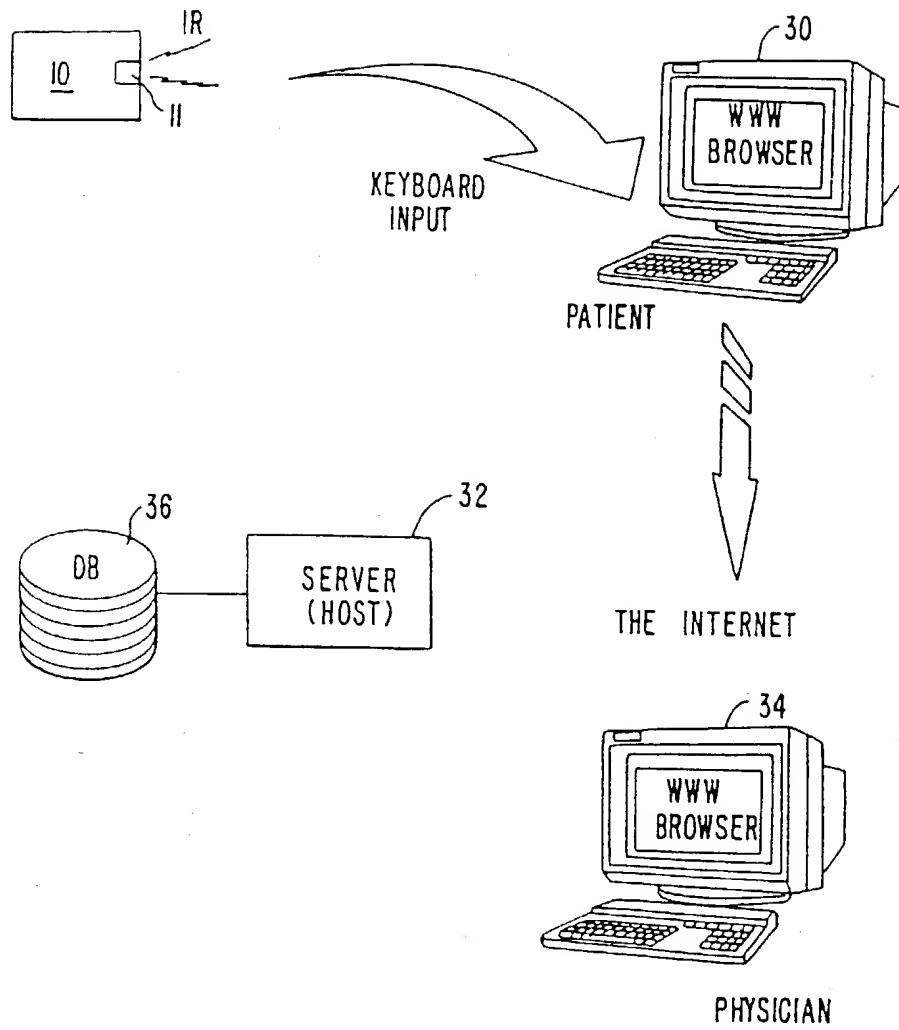 IR
10
11
30
WWW
BROWSER
KEYBOARD
INPUT
PATIENT
36
DB
32
SERVER
(HOST)
THE INTERNET
34
WWW
BROWSER
PHYSICIAN